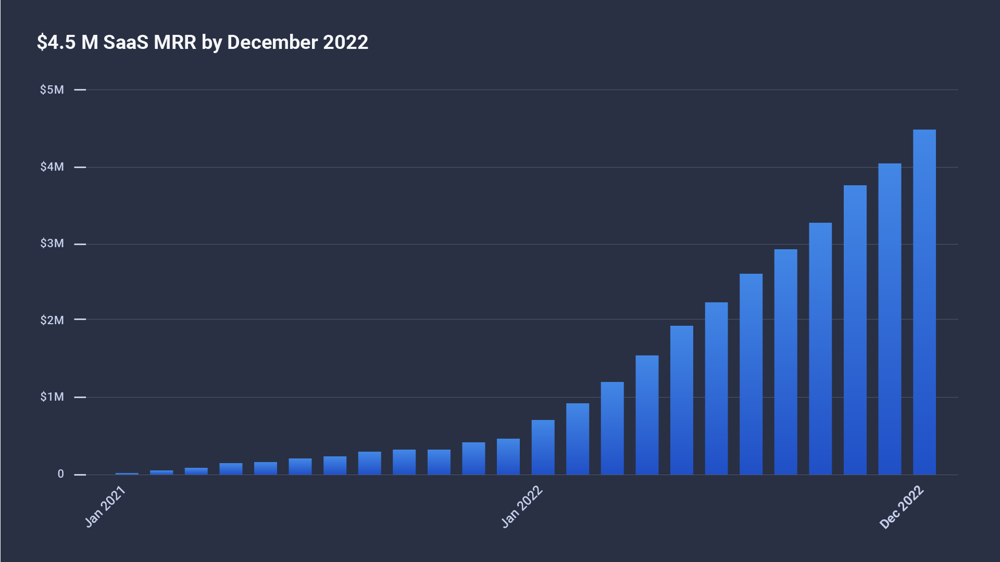 $4.5 M SaaS MRR by December 2022
$5M
$4M
$3M
$2M
$1M
0
Jan 2021
Jan 2022
Dec 2022